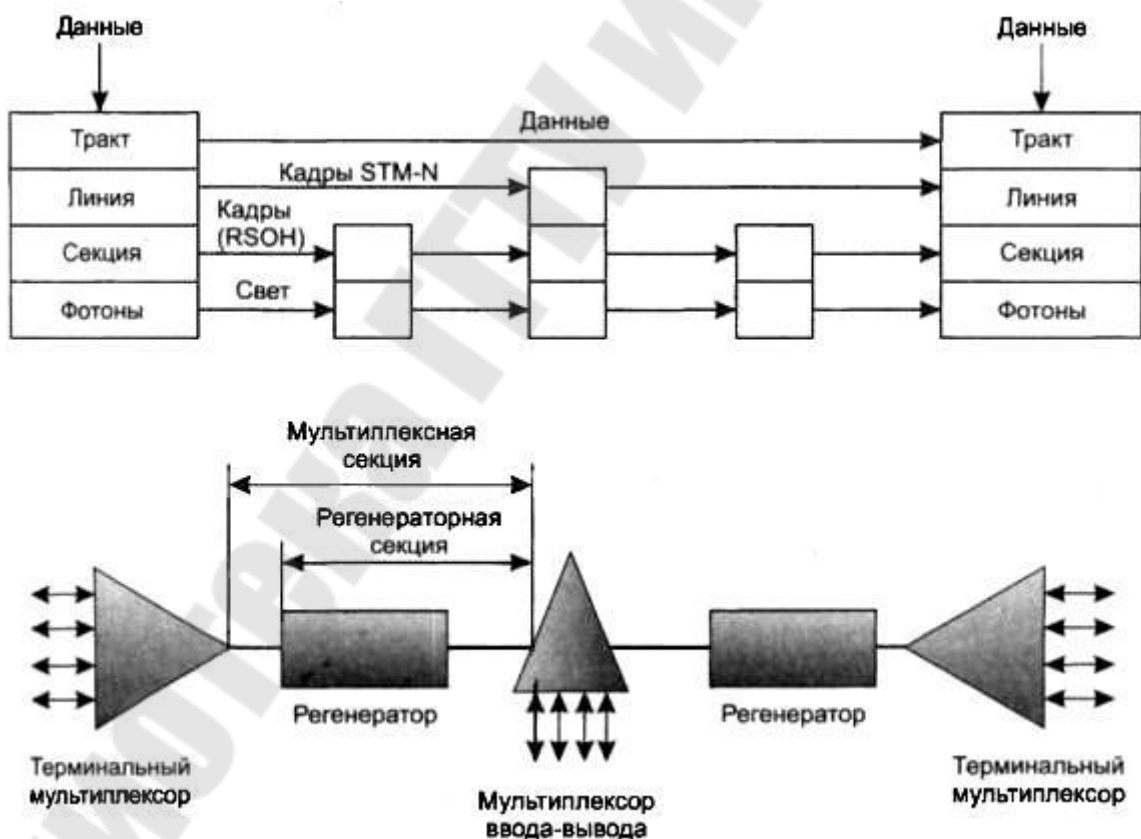 Данные
Данные
Тракт
Данные
Тракт
Линия
Кадры STM-N
Линия
Кадры
(RSOH)
Секция
Секция
Фотоны
Свет
Фотоны
Мультиплексная
секция
Регенераторная
секция
Регенератор
Регенератор
Терминальный
мультиплексор
Мультиплексор
ввода-вывода
Терминальный
мультиплексор